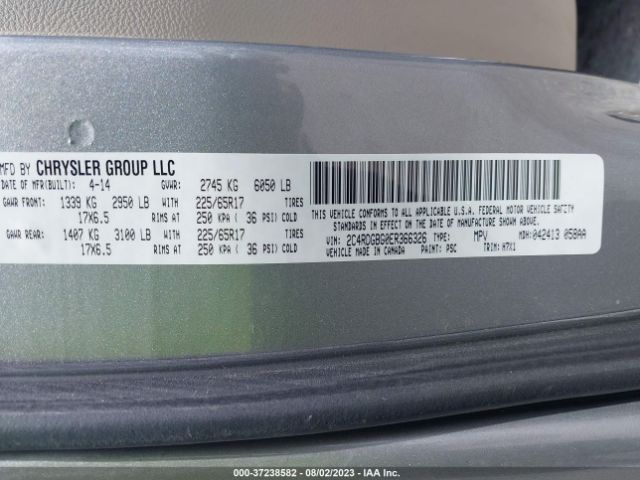 MFD BY CHRYSLER GROUP LLC
DATE OF MFR(BUILT): 4-14 GVWR: 2745 KG 6050 LB
GAWR FRONT: 1339 KG 2950 LB WITH 225/65R17 TIRES
17X6.5 RIMS AT 250 KPA ( 36 PSI) COLD
GAWR REAR: 1407 KG 3100 LB WITH 225/65R17 TIRES
17X6.5 RIMS AT 250 KPA ( 36 PSI) COLD
THIS VEHICLE CONFORMS TO ALL APPLICABLE U.S.A. FEDERAL MOTOR VEHICLE SAFETY
STANDARDS IN EFFECT ON THE DATE OF MANUFACTURE SHOWN ABOVE.
VIN: 2C4RDGBG0ER366326 TYPE: MPV MDH: 042413 058AA
VEHICLE MADE IN CANADA PAINT: PSC TRIM: H7X1
000-37238582 - 08/02/2023 - IAA Inc.